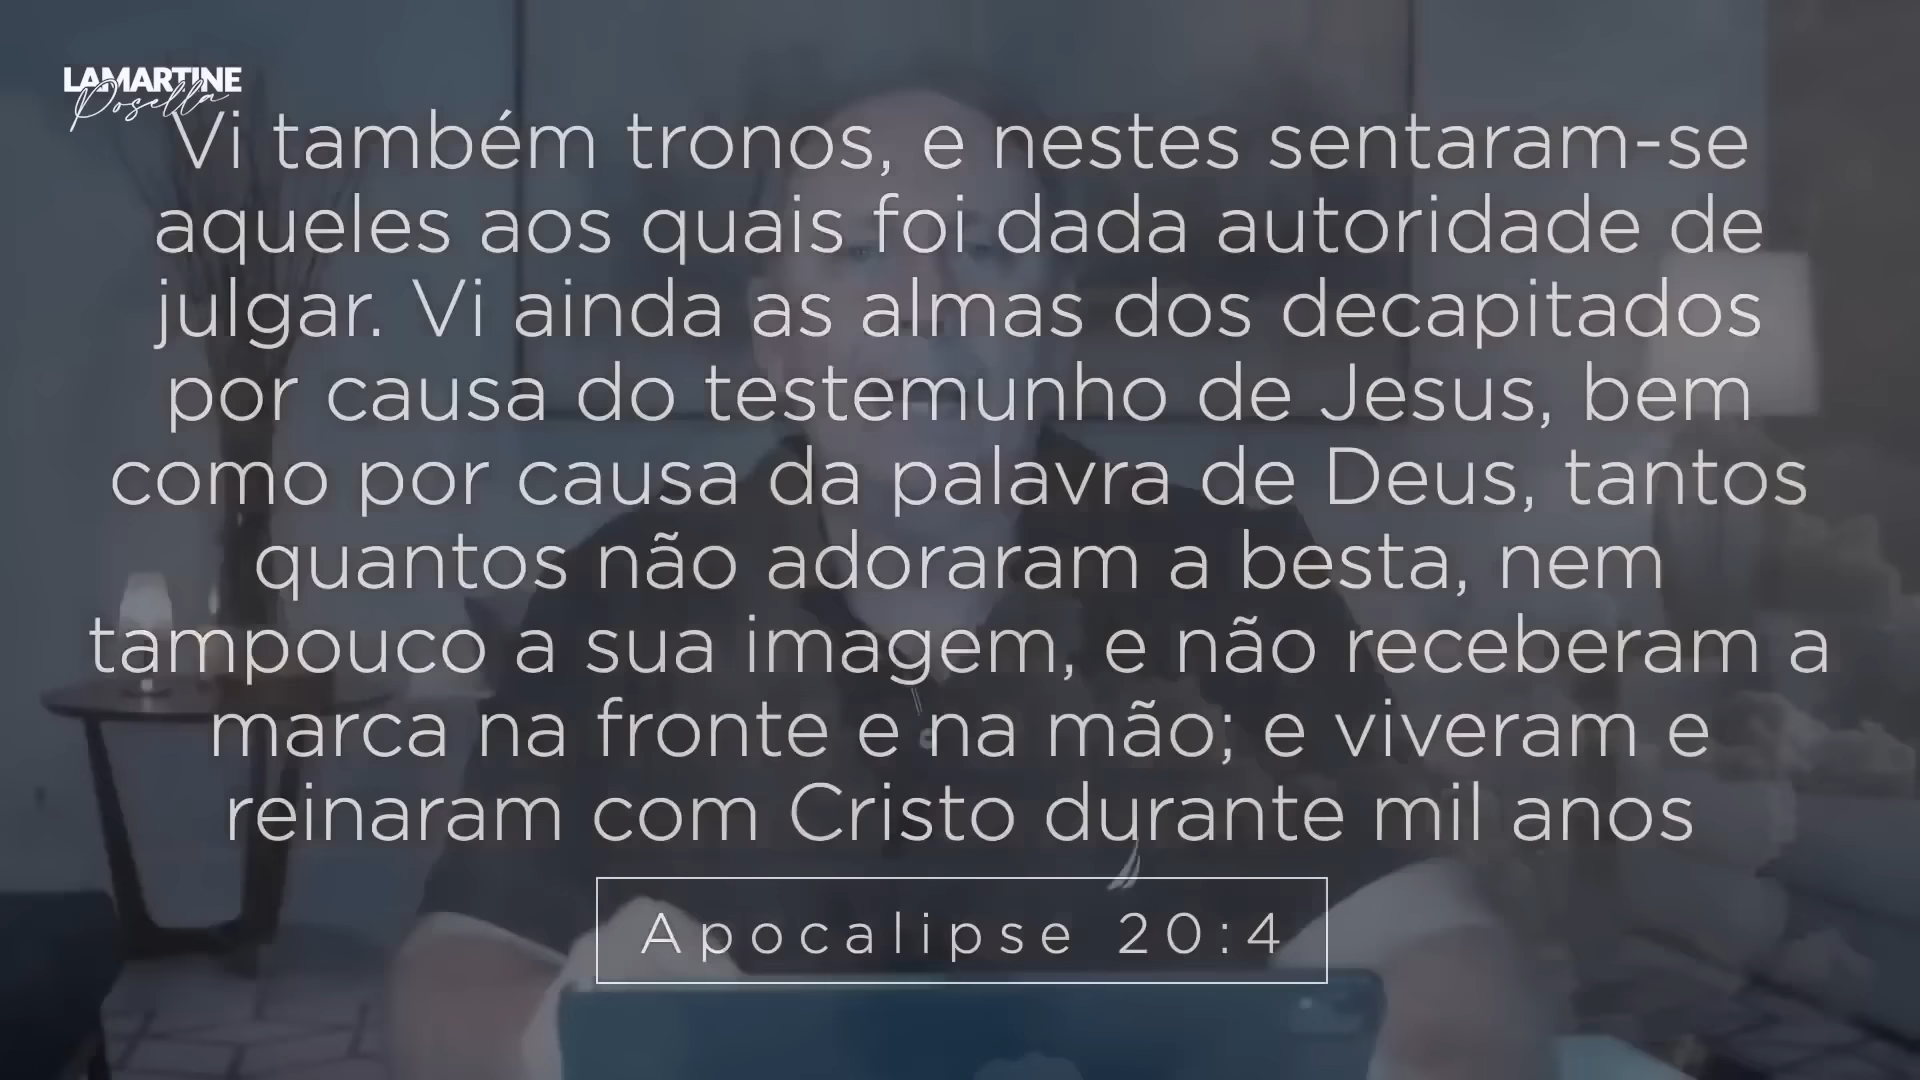 LAMARTINE
Posella
Vi também tronos, e nestes sentaram-se
aqueles aos quais foi dada autoridade de
julgar. Vi ainda as almas dos decapitados
por causa do testemunho de Jesus, bem
como por causa da palavra de Deus, tantos
quantos não adoraram a besta, nem
tampouco a sua imagem, e não receberam a
marca na fronte e na mão; e viveram e
reinaram com Cristo durante mil anos
Apocalipse 20:4